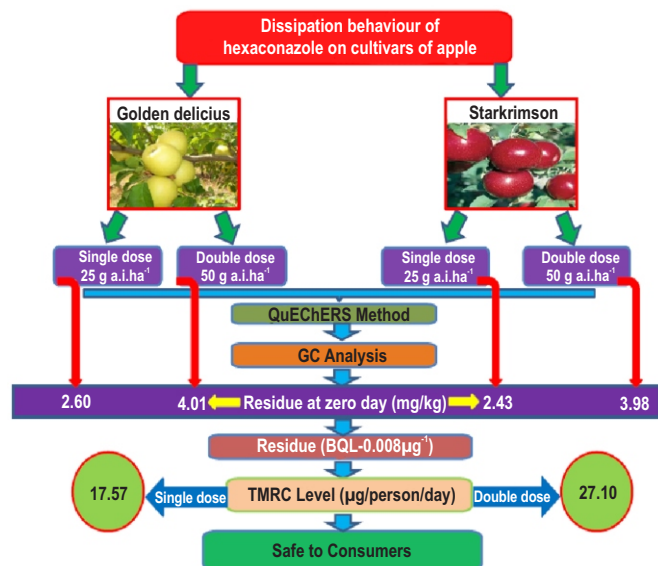 Dissipation behaviour of
hexaconazole on cultivars of apple
Golden delicius
Starkrimson
Single dose
25 g a.i.ha⁻¹
Double dose
50 g a.i.ha⁻¹
Single dose
25 g a.i.ha⁻¹
Double dose
50 g a.i.ha⁻¹
QuEChERS Method
GC Analysis
2.60
4.01
Residue at zero day (mg/kg)
2.43
3.98
Residue (BQL-0.008µg⁻¹)
17.57
Single dose
TMRC Level (µg/person/day)
Double dose
27.10
Safe to Consumers